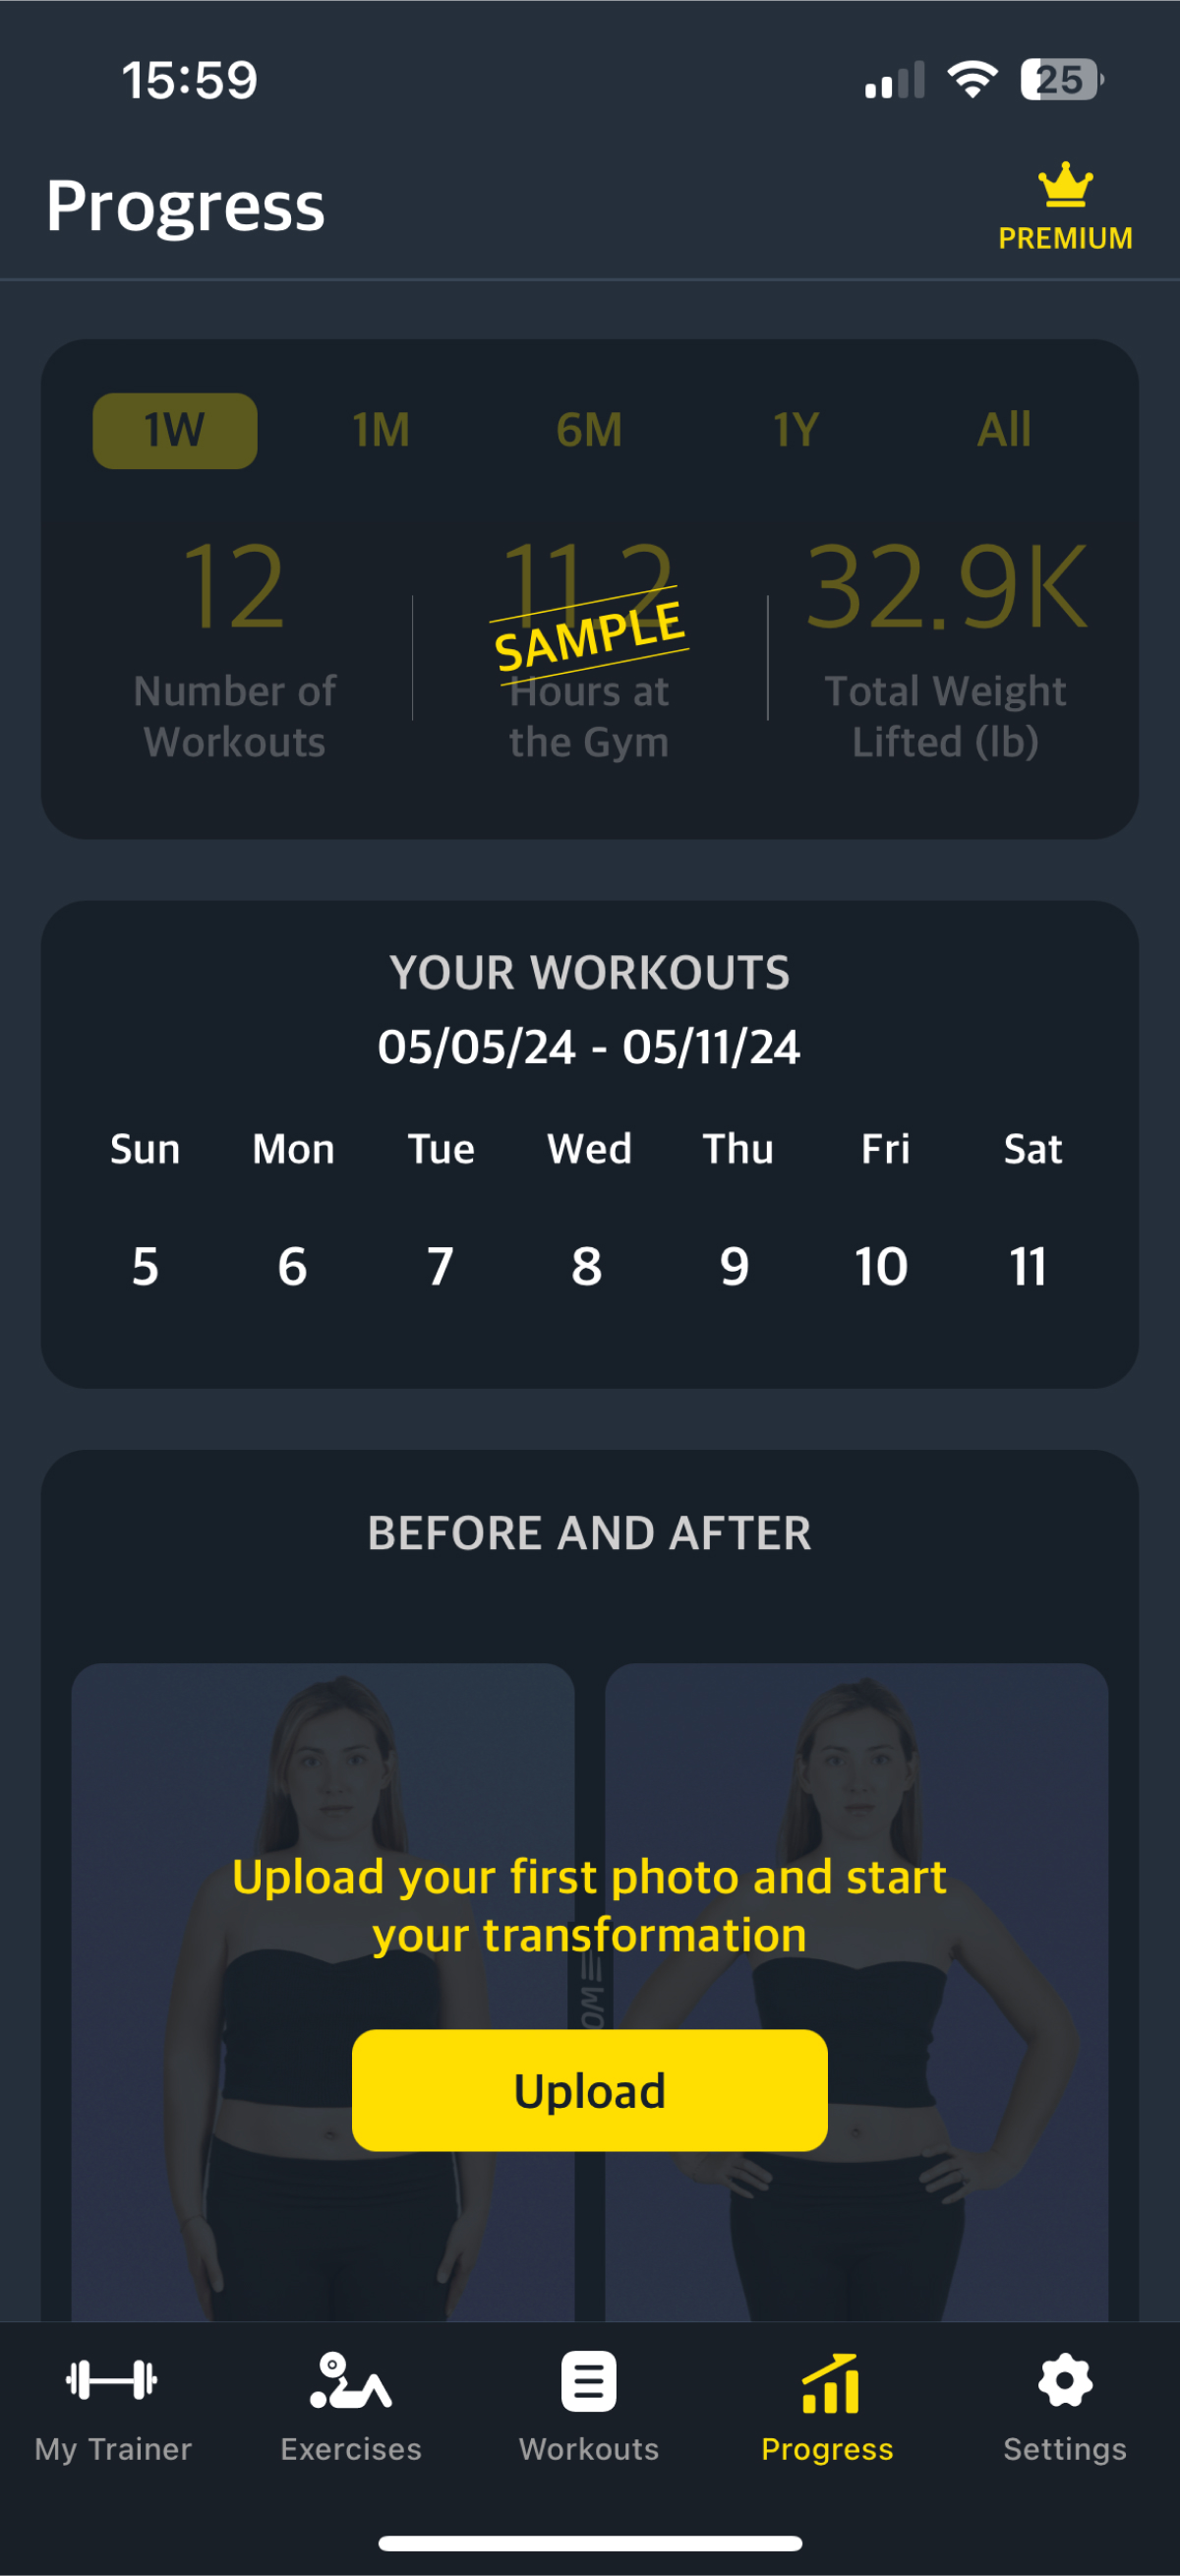 15:59
25
Progress
PREMIUM
1W 1M 6M 1Y All
12 11.2 32.9K
SAMPLE
Number of Workouts
Hours at the Gym
Total Weight Lifted (lb)
YOUR WORKOUTS
05/05/24 - 05/11/24
Sun Mon Tue Wed Thu Fri Sat
5 6 7 8 9 10 11
BEFORE AND AFTER
Upload your first photo and start
your transformation
Upload
My Trainer Exercises Workouts Progress Settings